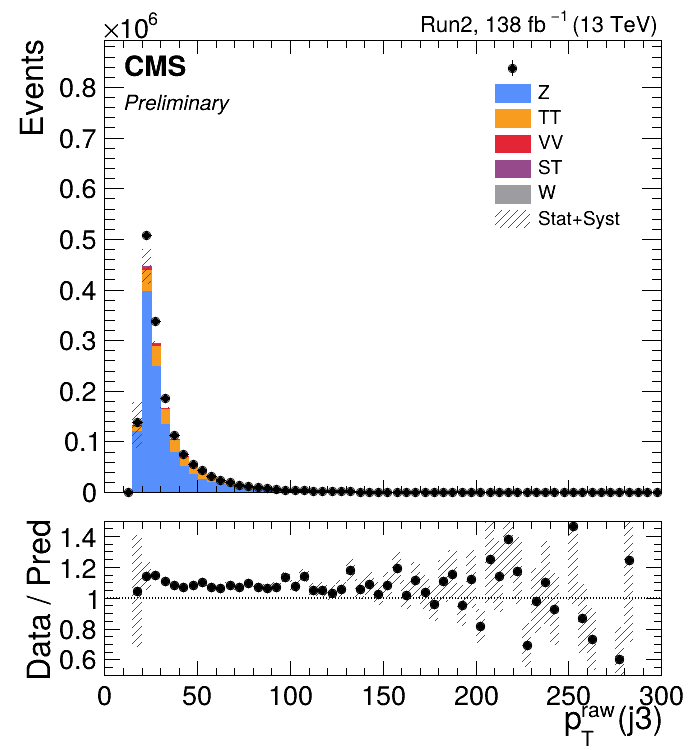 ×10⁶
Run2, 138 fb⁻¹ (13 TeV)
CMS
Preliminary
Events
0.8
0.7
0.6
0.5
0.4
0.3
0.2
0.1
0
Z
TT
VV
ST
W
Stat+Syst
Data / Pred
1.4
1.2
1
0.8
0.6
0 50 100 150 200 250 300
p_T^raw(j3)